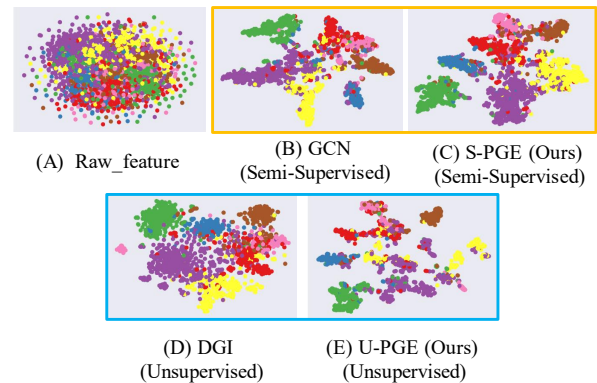 (A) Raw_feature
(B) GCN
(Semi-Supervised)
(C) S-PGE (Ours)
(Semi-Supervised)
(D) DGI
(Unsupervised)
(E) U-PGE (Ours)
(Unsupervised)